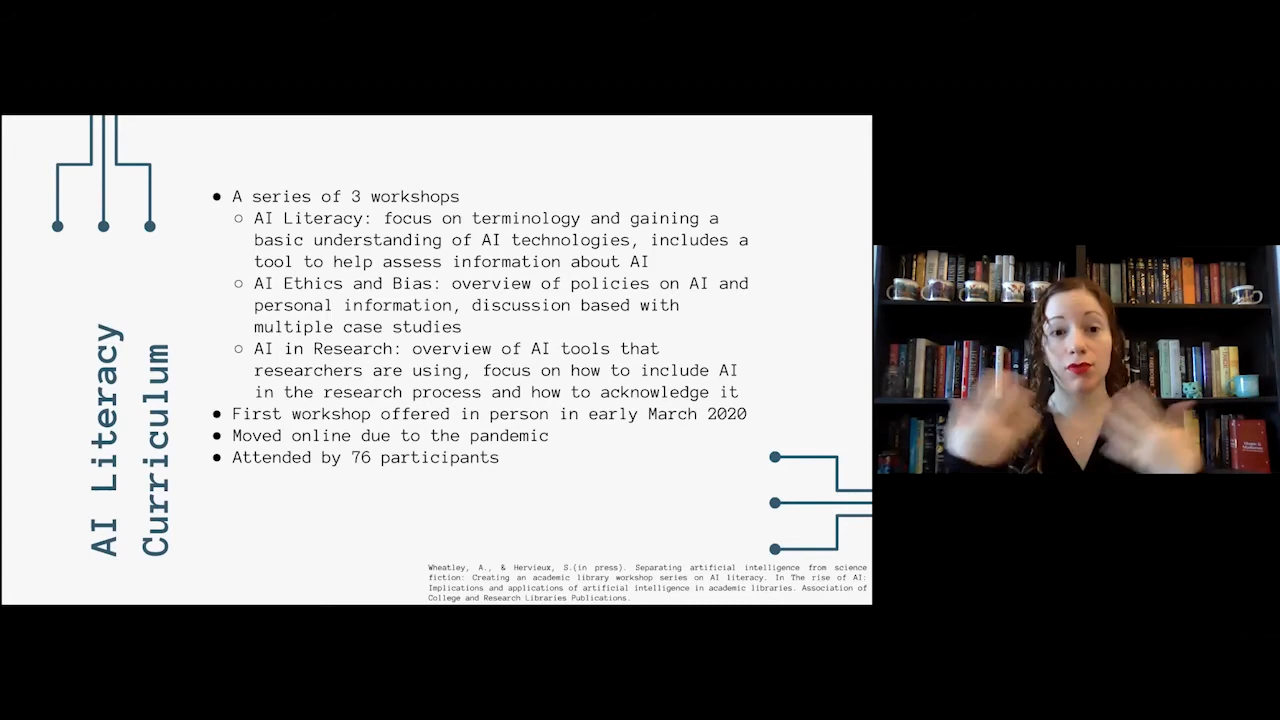 AI Literacy
Curriculum
● A series of 3 workshops
○ AI Literacy: focus on terminology and gaining a
basic understanding of AI technologies, includes a
tool to help assess information about AI
○ AI Ethics and Bias: overview of policies on AI and
personal information, discussion based with
multiple case studies
○ AI in Research: overview of AI tools that
researchers are using, focus on how to include AI
in the research process and how to acknowledge it
● First workshop offered in person in early March 2020
● Moved online due to the pandemic
● Attended by 76 participants
Wheatley, A., & Hervieux, S.(in press). Separating artificial intelligence from science
fiction: Creating an academic library workshop series on AI literacy. In The rise of AI:
Implications and applications of artificial intelligence in academic libraries. Association of
College and Research Libraries Publications.